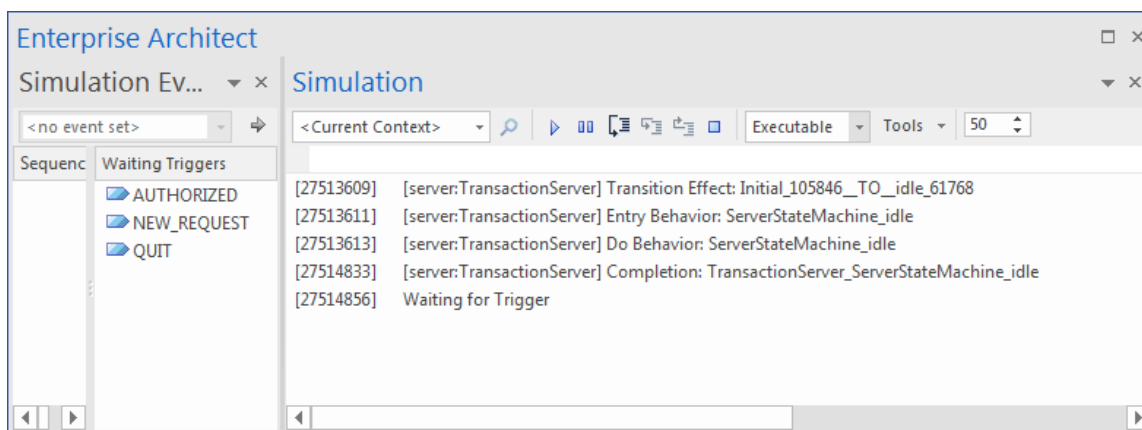 Enterprise Architect
Simulation Ev...
<no event set>
Sequenc Waiting Triggers
AUTHORIZED
NEW_REQUEST
QUIT
Simulation
<Current Context> Executable Tools 50
[27513609] [server:TransactionServer] Transition Effect: Initial_105846__TO__idle_61768
[27513611] [server:TransactionServer] Entry Behavior: ServerStateMachine_idle
[27513613] [server:TransactionServer] Do Behavior: ServerStateMachine_idle
[27514833] [server:TransactionServer] Completion: TransactionServer_ServerStateMachine_idle
[27514856] Waiting for Trigger